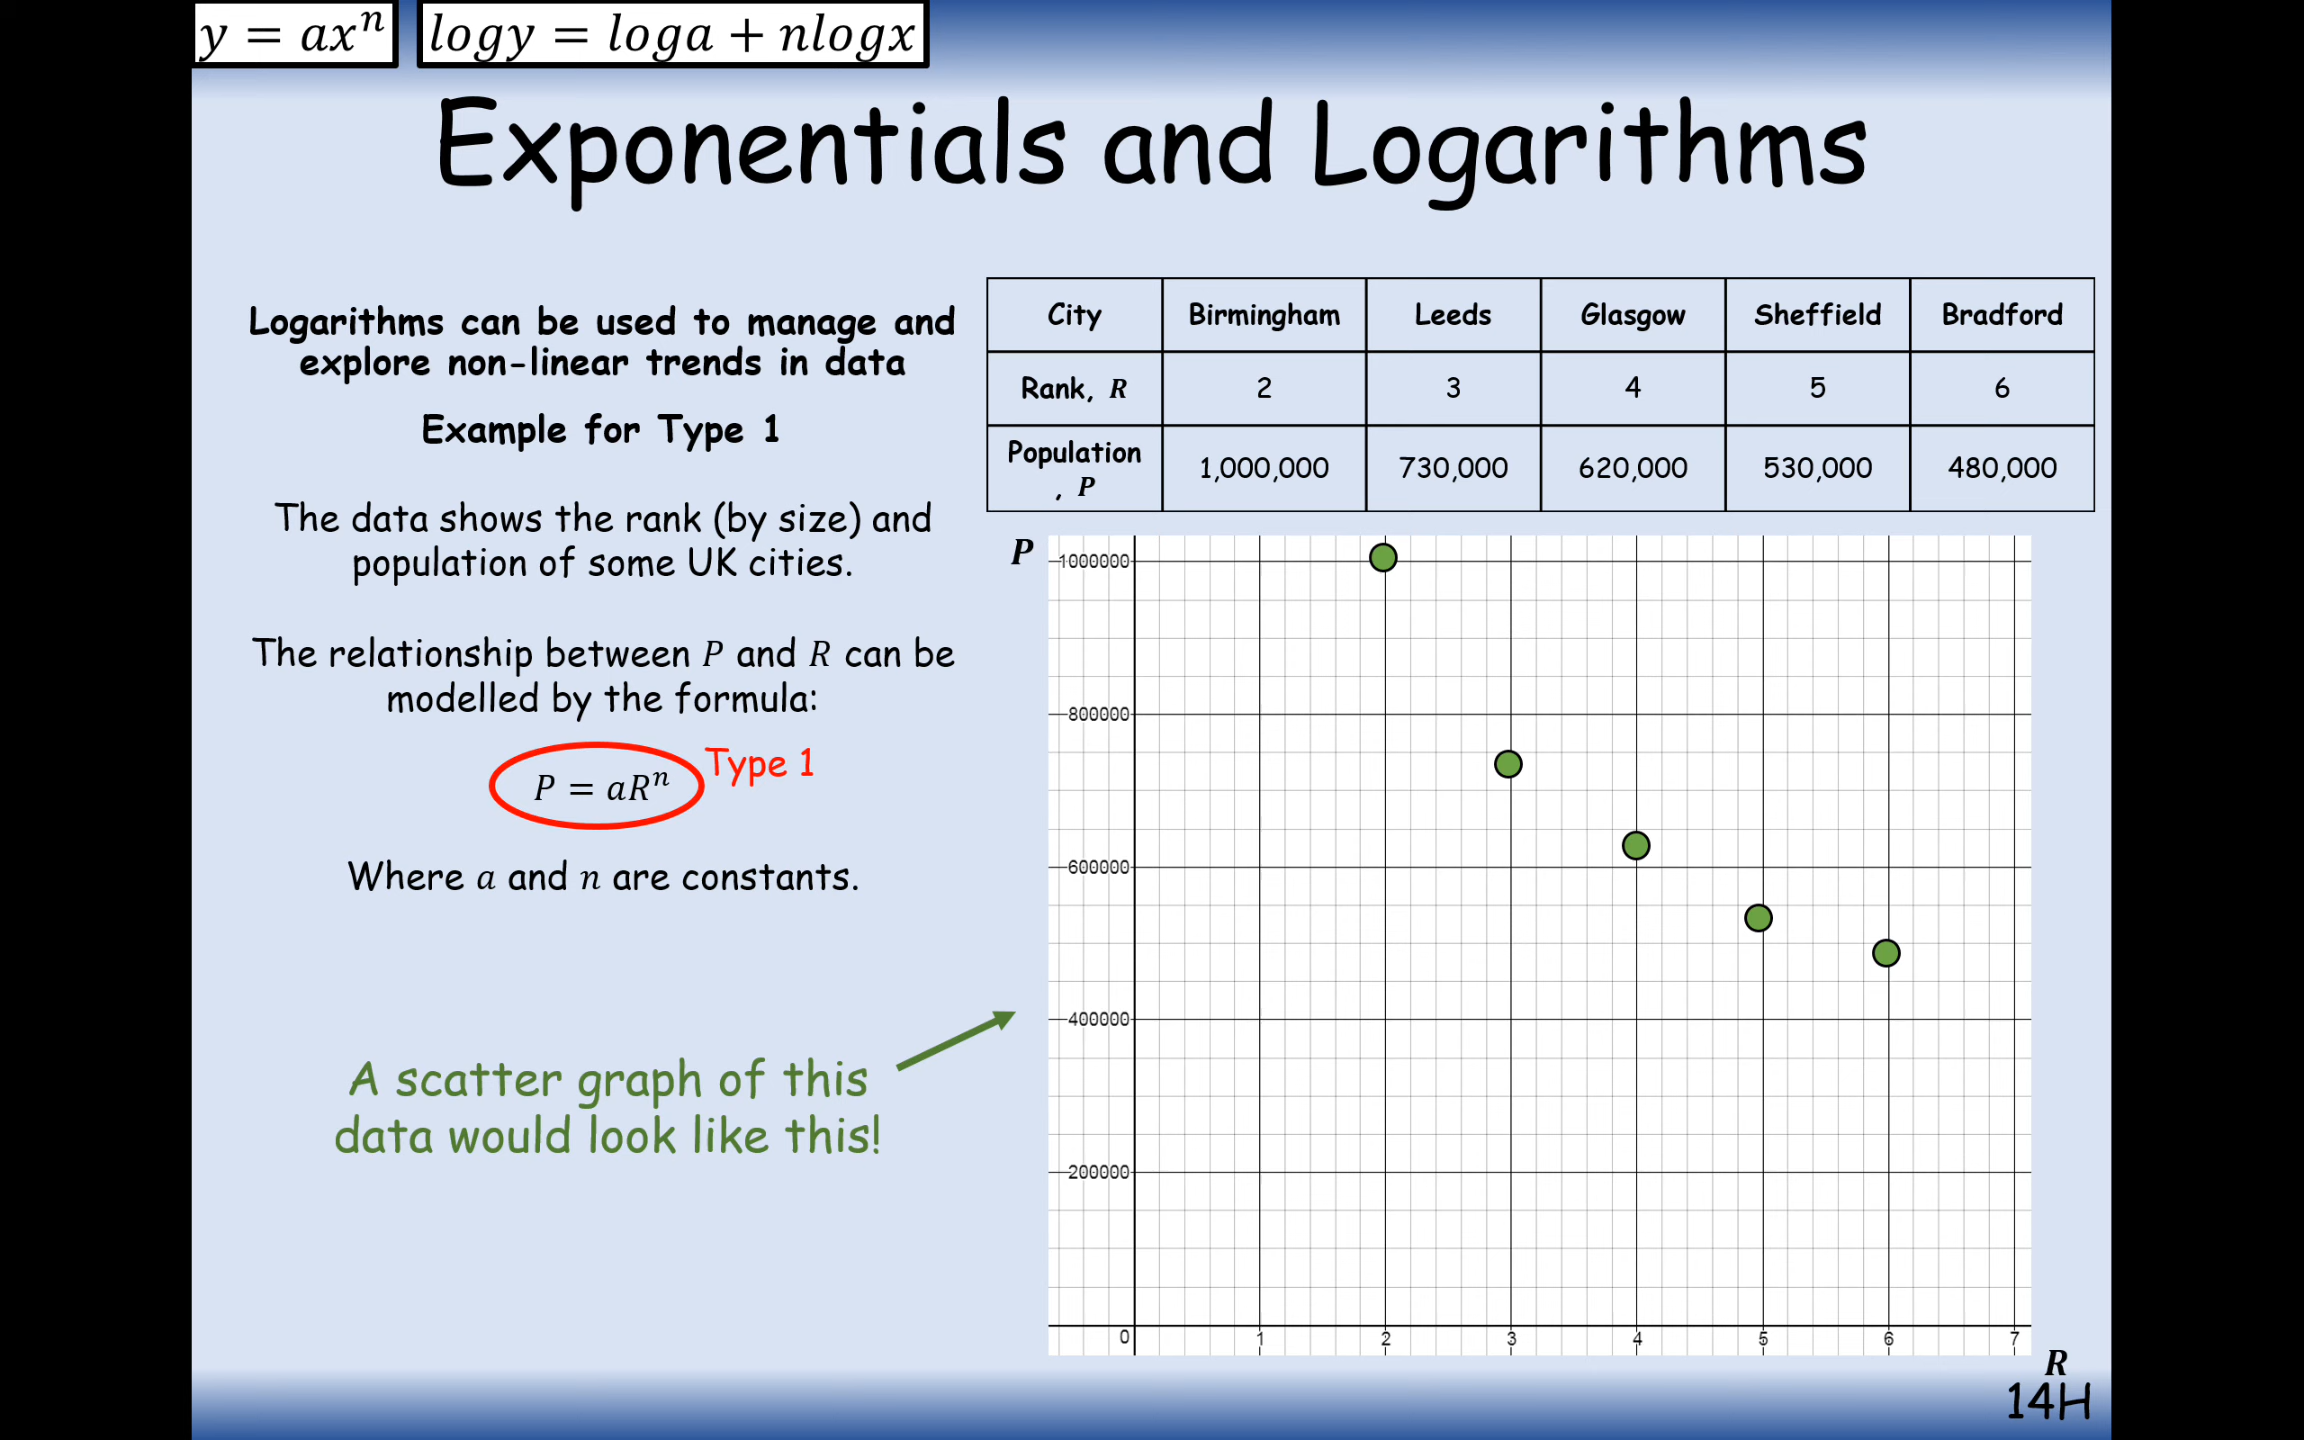 y = axⁿ
logy = loga + nlogx
Exponentials and Logarithms
Logarithms can be used to manage and
explore non-linear trends in data
Example for Type 1
The data shows the rank (by size) and
population of some UK cities.
The relationship between P and R can be
modelled by the formula:
P = aRⁿ
Type 1
Where a and n are constants.
A scatter graph of this
data would look like this!
City Birmingham Leeds Glasgow Sheffield Bradford
Rank, R 2 3 4 5 6
Population
, P 1,000,000 730,000 620,000 530,000 480,000
P
1000000
800000
600000
400000
200000
0 1 2 3 4 5 6 7
R
14H